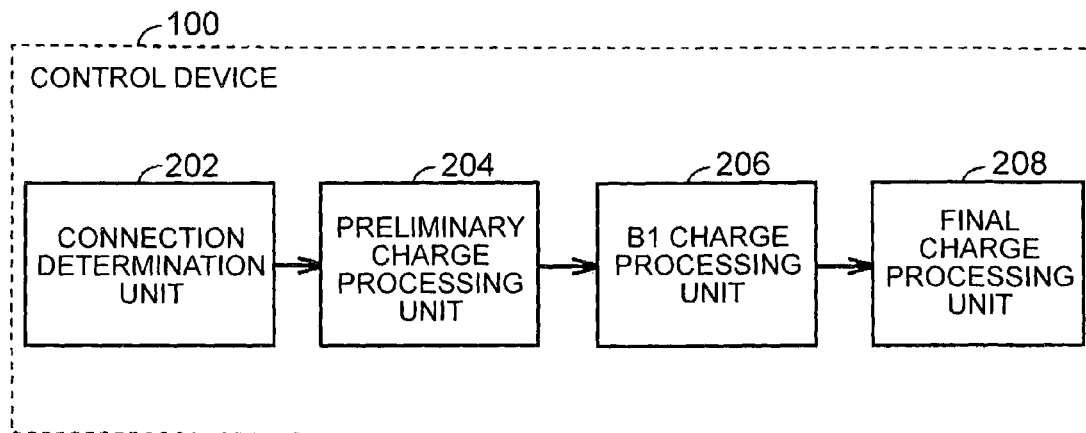 100
CONTROL DEVICE
202
CONNECTION
DETERMINATION
UNIT
204
PRELIMINARY
CHARGE
PROCESSING
UNIT
206
B1 CHARGE
PROCESSING
UNIT
208
FINAL
CHARGE
PROCESSING
UNIT